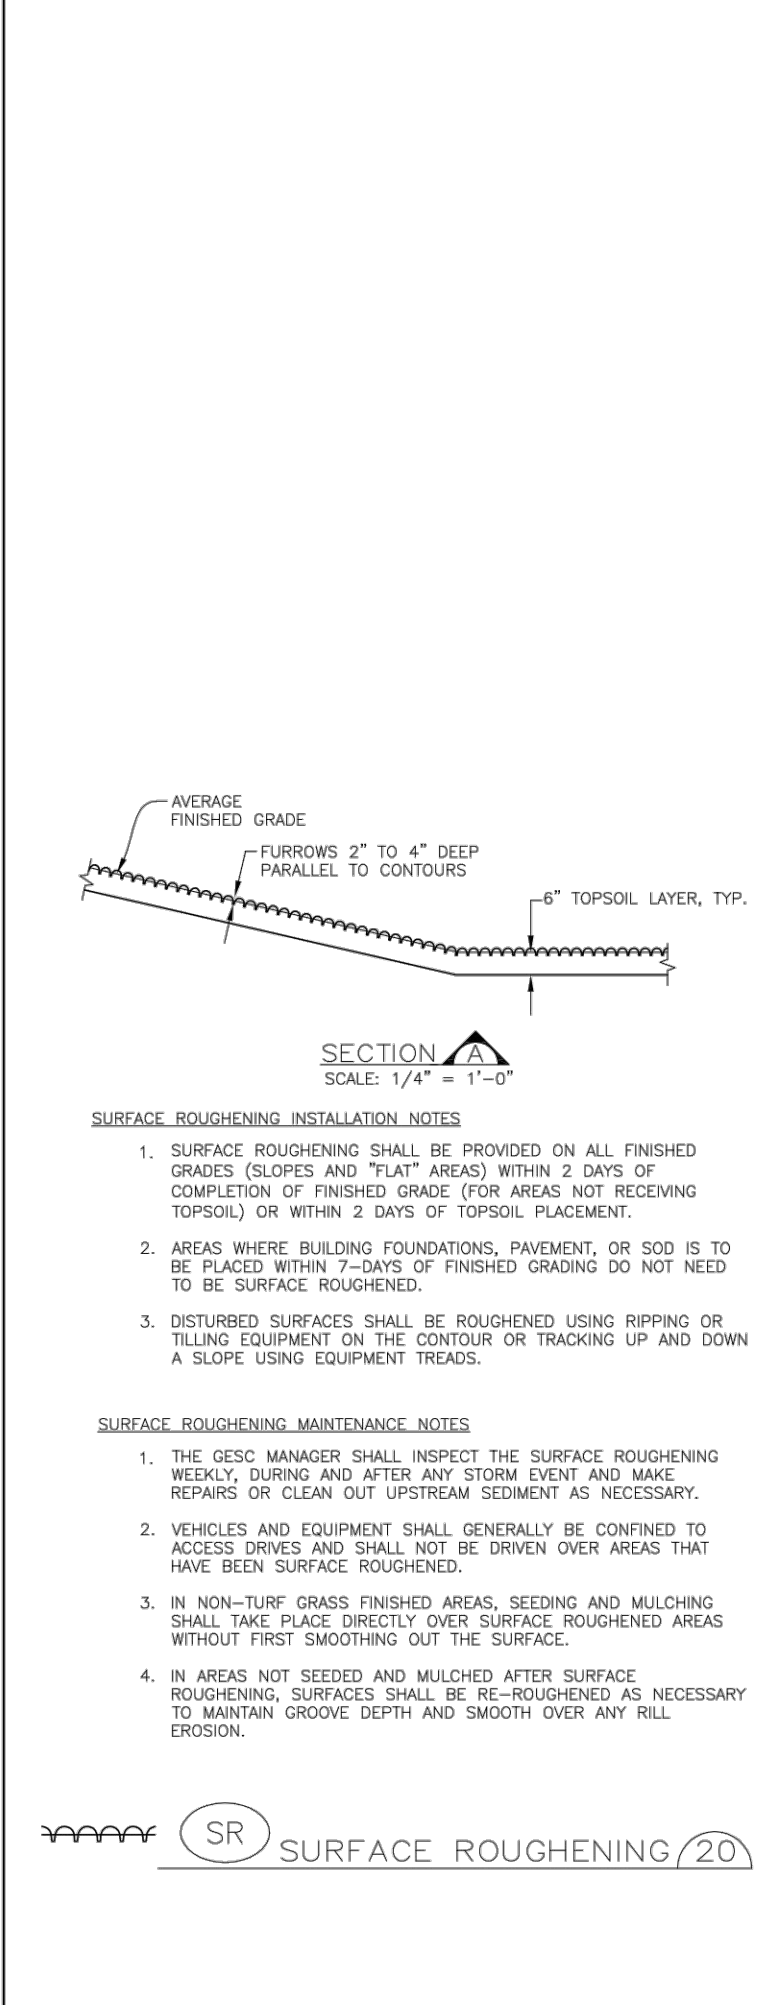 AVERAGE
FINISHED GRADE
FURROWS 2" TO 4" DEEP
PARALLEL TO CONTOURS
6" TOPSOIL LAYER, TYP.
SECTION A
SCALE: 1/4" = 1'-0"
SURFACE ROUGHENING INSTALLATION NOTES
1. SURFACE ROUGHENING SHALL BE PROVIDED ON ALL FINISHED
GRADES (SLOPES AND "FLAT" AREAS) WITHIN 2 DAYS OF
COMPLETION OF FINISHED GRADE (FOR AREAS NOT RECEIVING
TOPSOIL) OR WITHIN 2 DAYS OF TOPSOIL PLACEMENT.
2. AREAS WHERE BUILDING FOUNDATIONS, PAVEMENT, OR SOD IS TO
BE PLACED WITHIN 7-DAYS OF FINISHED GRADING DO NOT NEED
TO BE SURFACE ROUGHENED.
3. DISTURBED SURFACES SHALL BE ROUGHENED USING RIPPING OR
TILLING EQUIPMENT ON THE CONTOUR OR TRACKING UP AND DOWN
A SLOPE USING EQUIPMENT TREADS.
SURFACE ROUGHENING MAINTENANCE NOTES
1. THE GESC MANAGER SHALL INSPECT THE SURFACE ROUGHENING
WEEKLY, DURING AND AFTER ANY STORM EVENT AND MAKE
REPAIRS OR CLEAN OUT UPSTREAM SEDIMENT AS NECESSARY.
2. VEHICLES AND EQUIPMENT SHALL GENERALLY BE CONFINED TO
ACCESS DRIVES AND SHALL NOT BE DRIVEN OVER AREAS THAT
HAVE BEEN SURFACE ROUGHENED.
3. IN NON-TURF GRASS FINISHED AREAS, SEEDING AND MULCHING
SHALL TAKE PLACE DIRECTLY OVER SURFACE ROUGHENED AREAS
WITHOUT FIRST SMOOTHING OUT THE SURFACE.
4. IN AREAS NOT SEEDED AND MULCHED AFTER SURFACE
ROUGHENING, SURFACES SHALL BE RE-ROUGHENED AS NECESSARY
TO MAINTAIN GROOVE DEPTH AND SMOOTH OVER ANY RILL
EROSION.
SR SURFACE ROUGHENING 20